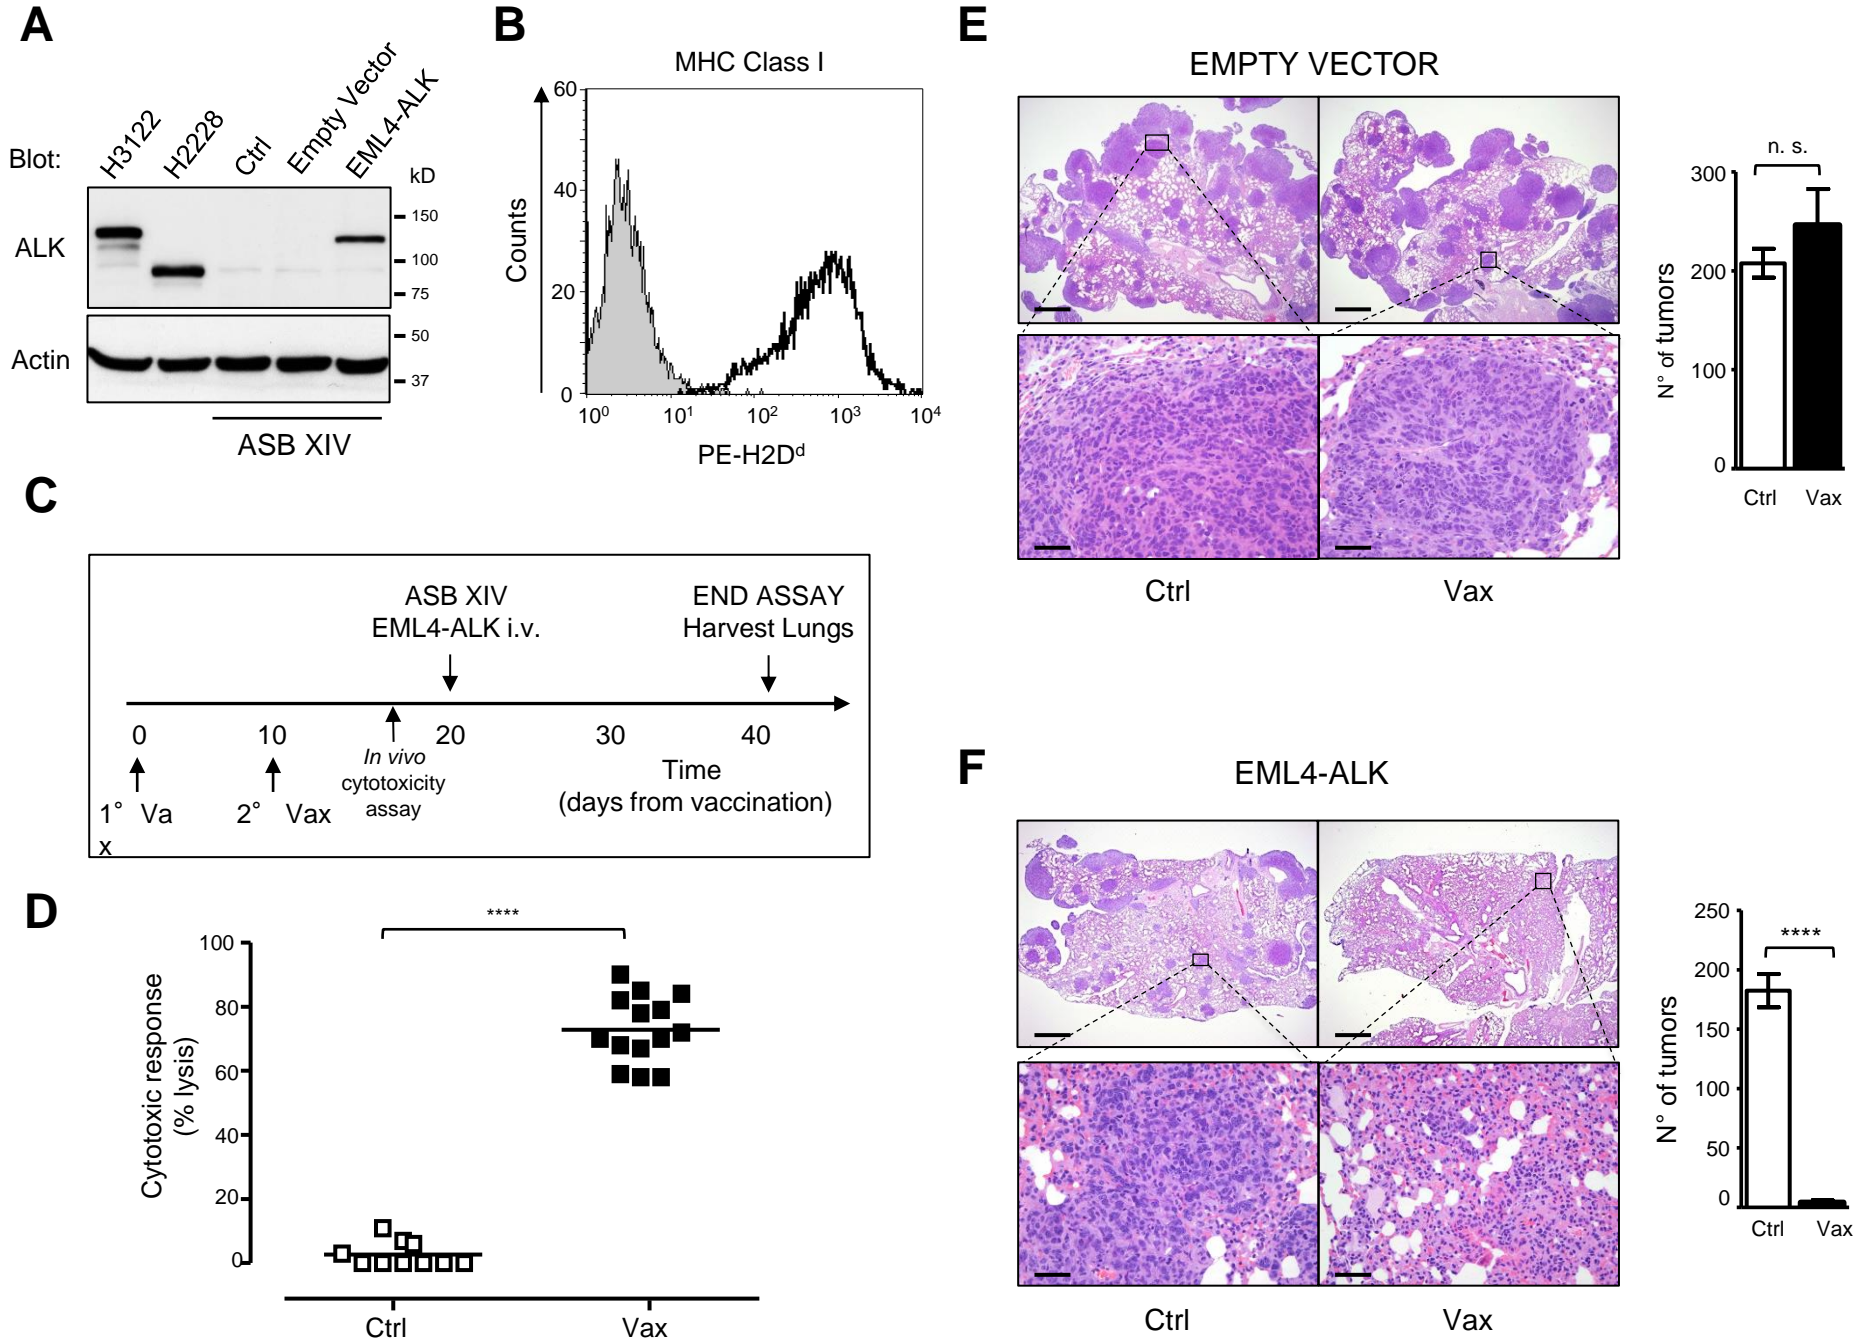 A
Blot:
H3122
H2228
Ctrl
Empty Vector
EML4-ALK
kD
ALK
150
100
75
Actin
50
37
ASB XIV
B
MHC Class I
Counts
60
40
20
0
10⁰
10¹
10²
10³
10⁴
PE-H2Dᵈ
C
ASB XIV
EML4-ALK i.v.
END ASSAY
Harvest Lungs
0
10
20
30
40
In vivo
cytotoxicity
assay
Time
(days from vaccination)
1° Va
x
2° Vax
D
****
Cytotoxic response
(% lysis)
100
80
60
40
20
0
Ctrl
Vax
E
EMPTY VECTOR
Ctrl
Vax
n. s.
N° of tumors
300
200
100
0
Ctrl
Vax
F
EML4-ALK
Ctrl
Vax
****
N° of tumors
250
200
150
100
50
0
Ctrl
Vax